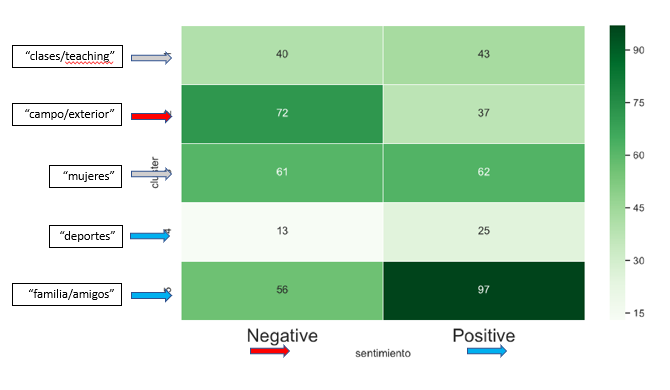 “clases/teaching”
40
43
90
“campo/exterior”
72
37
75
“mujeres”
61
62
60
“deportes”
13
25
45
“familia/amigos”
56
97
30
15
Negative
Positive
sentimiento